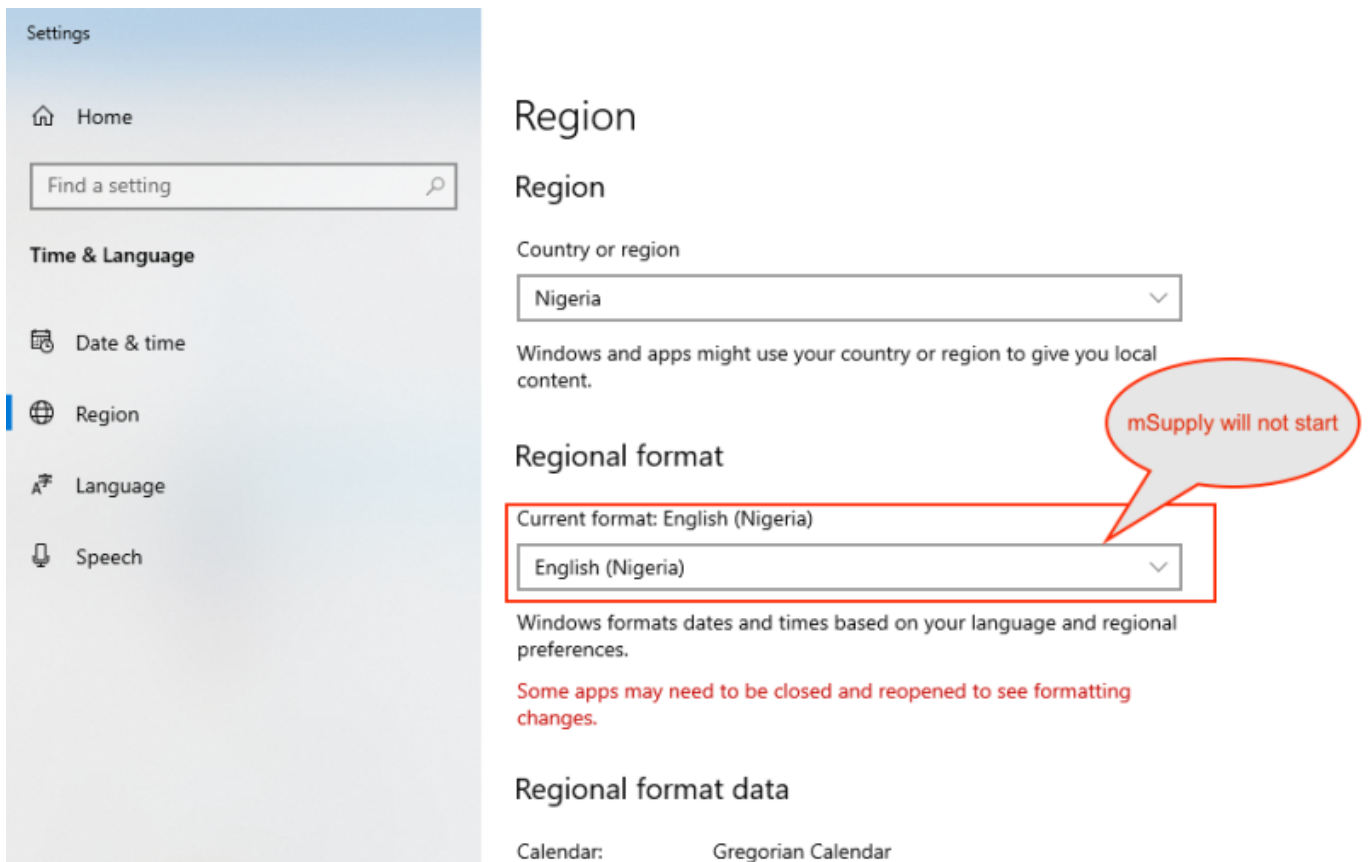 Settings
Home
Find a setting
Time & Language
Date & time
Region
Language
Speech
Region
Region
Country or region
Nigeria
Windows and apps might use your country or region to give you local
content.
mSupply will not start
Regional format
Current format: English (Nigeria)
English (Nigeria)
Windows formats dates and times based on your language and regional
preferences.
Some apps may need to be closed and reopened to see formatting
changes.
Regional format data
Calendar: Gregorian Calendar